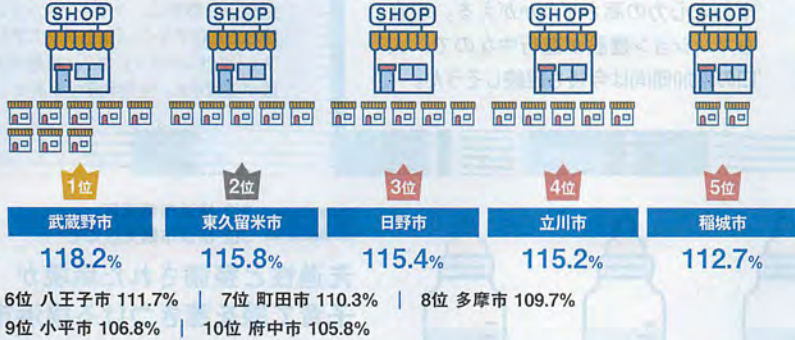 SHOP SHOP SHOP SHOP SHOP
1位 2位 3位 4位 5位
武蔵野市 東久留米市 日野市 立川市 稲城市
118.2% 115.8% 115.4% 115.2% 112.7%
6位 八王子市 111.7% | 7位 町田市 110.3% | 8位 多摩市 109.7%
9位 小平市 106.8% | 10位 府中市 105.8%